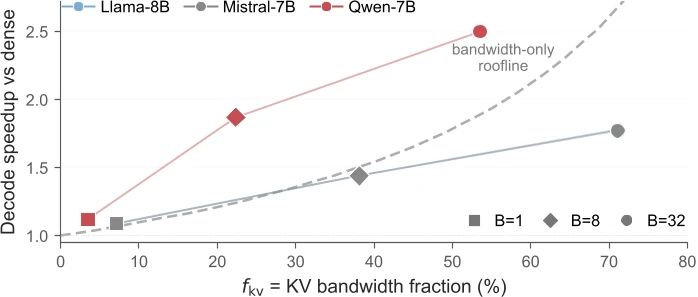 Llama-8B Mistral-7B Qwen-7B
Decode speedup vs dense
2.5
2.0
1.5
1.0
bandwidth-only
roofline
B=1 B=8 B=32
0 10 20 30 40 50 60 70 80
fkv = KV bandwidth fraction (%)